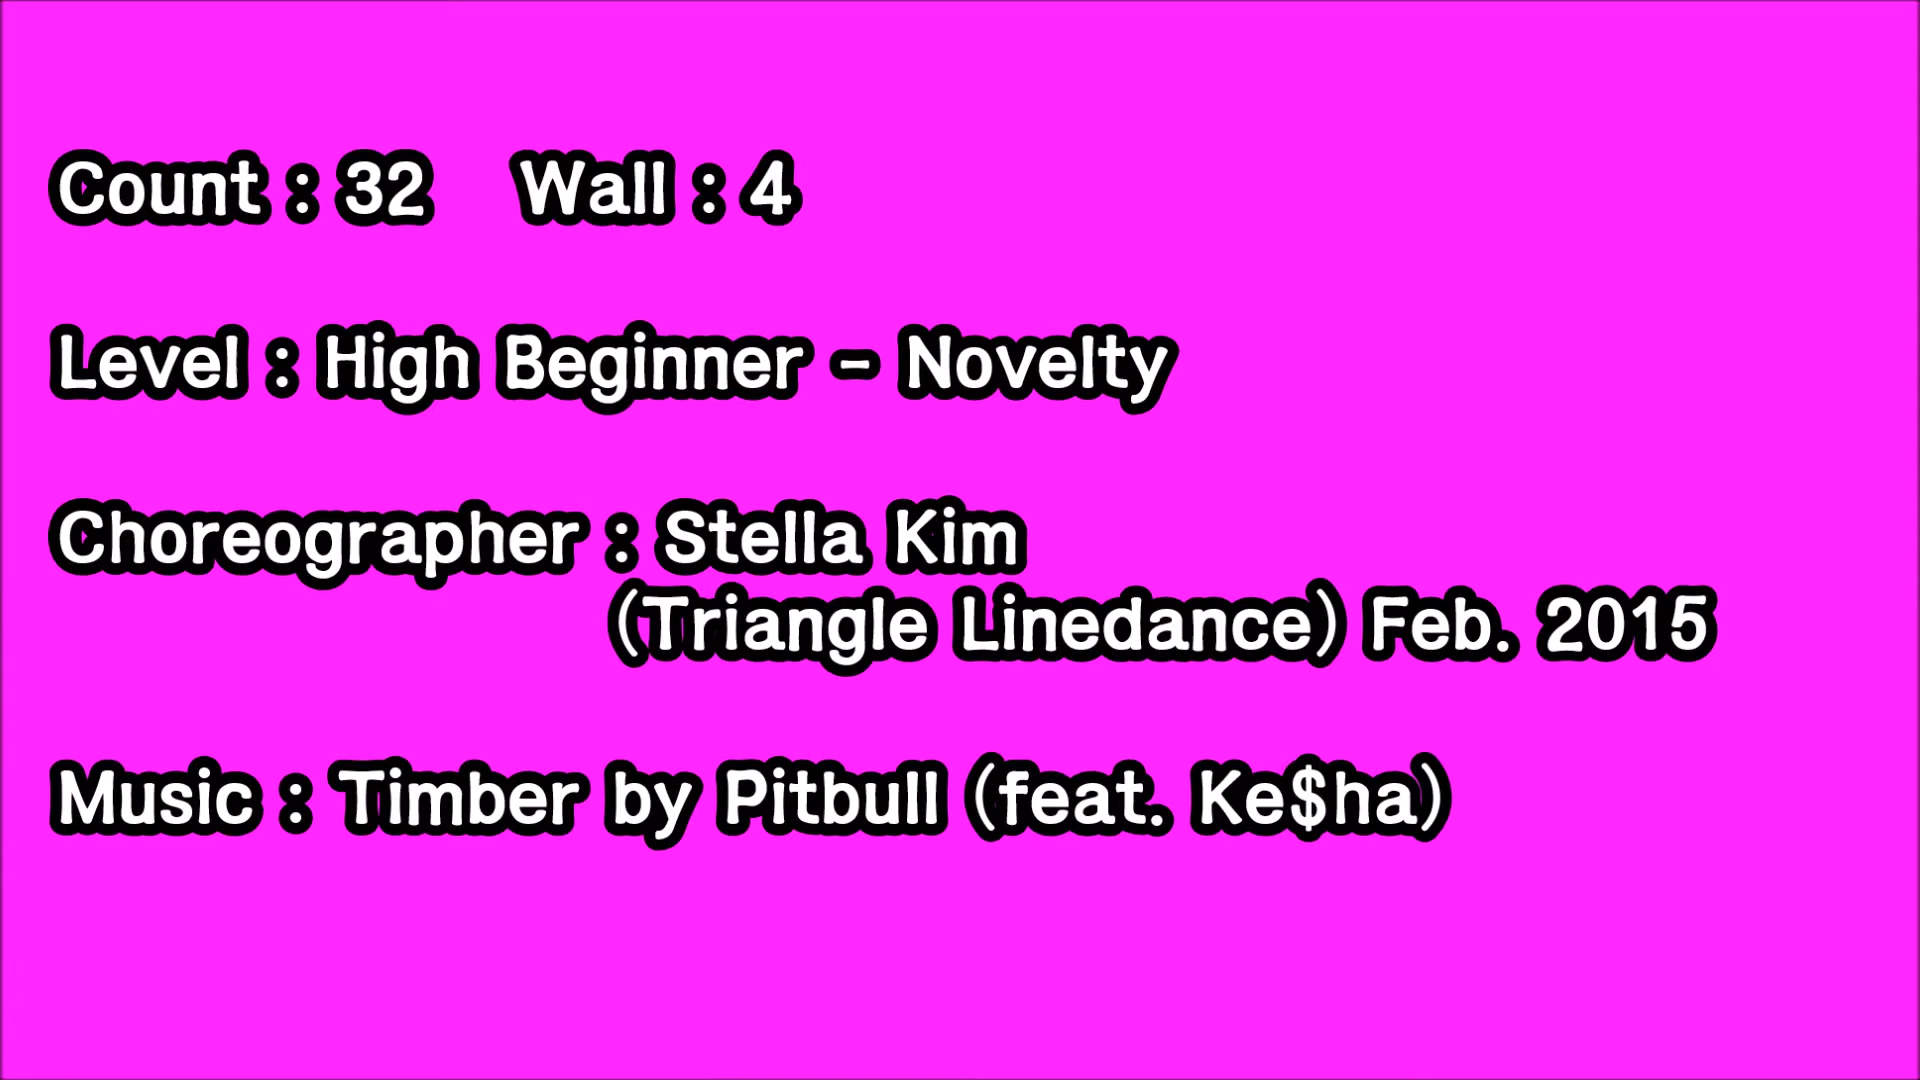 Count : 32 Wall : 4
Level : High Beginner - Novelty
Choreographer : Stella Kim
(Triangle Linedance) Feb. 2015
Music : Timber by Pitbull (feat. Ke$ha)